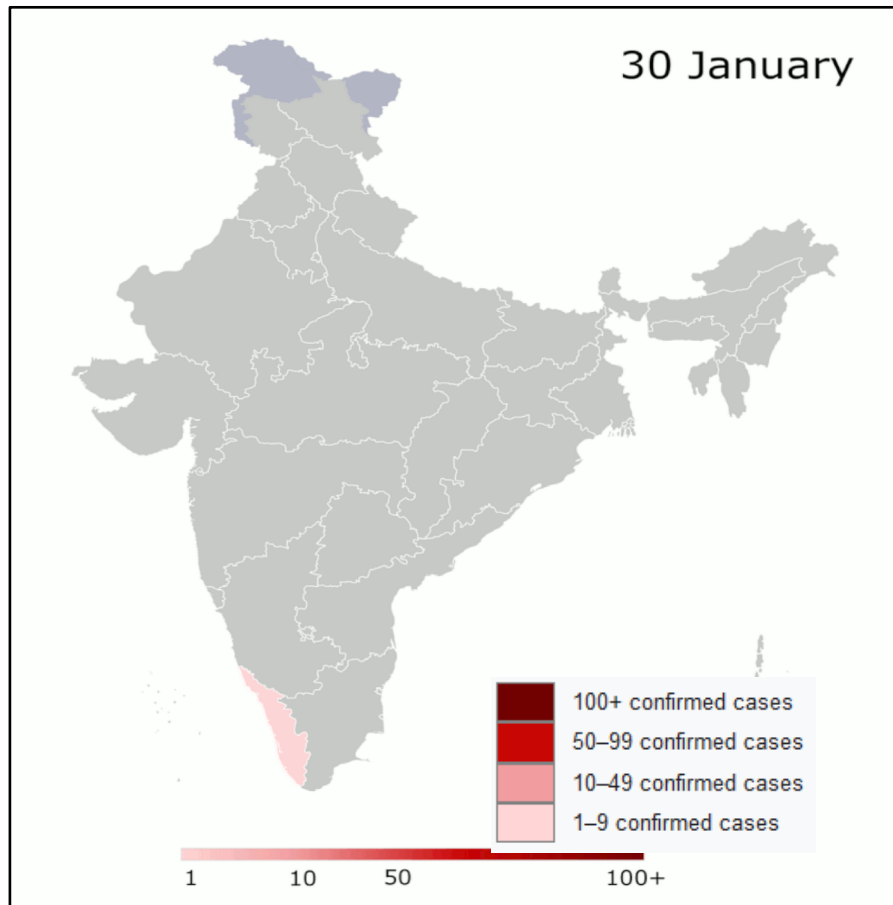 30 January
100+ confirmed cases
50–99 confirmed cases
10–49 confirmed cases
1–9 confirmed cases
1 10 50 100+